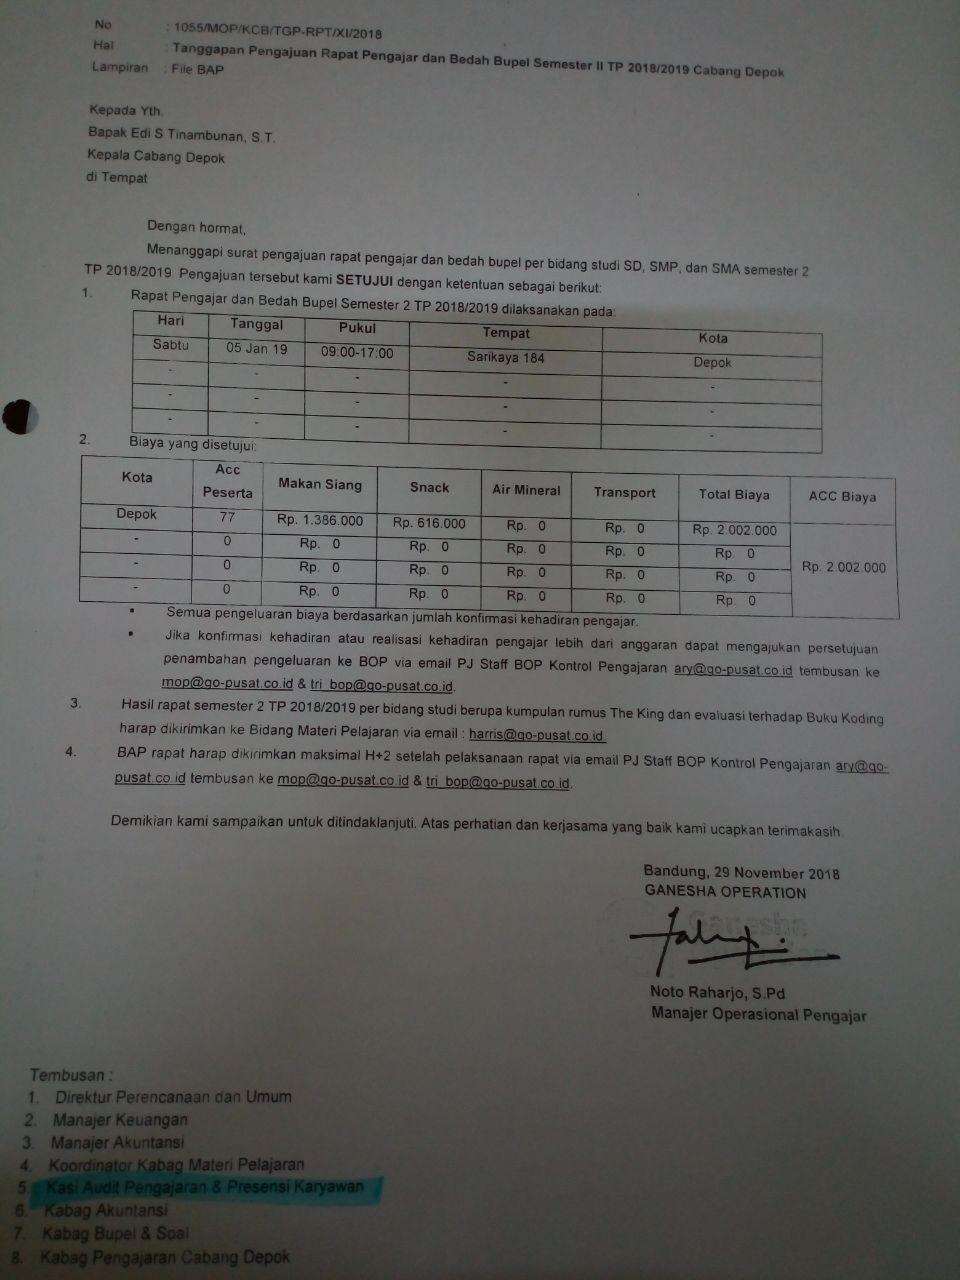 No : 1055/MOP/KCB/TGP-RPT/XI/2018
Hal : Tanggapan Pengajuan Rapat Pengajar dan Bedah Bupel Semester II TP 2018/2019 Cabang Depok
Lampiran : File BAP
Kepada Yth.
Bapak Edi S Tinambunan, S.T.
Kepala Cabang Depok
di Tempat
Dengan hormat,
Menanggapi surat pengajuan rapat pengajar dan bedah bupel per bidang studi SD, SMP, dan SMA semester 2
TP 2018/2019 Pengajuan tersebut kami SETUJUI dengan ketentuan sebagai berikut:
1. Rapat Pengajar dan Bedah Bupel Semester 2 TP 2018/2019 dilaksanakan pada:
Hari Tanggal Pukul Tempat Kota
Sabtu 05 Jan 19 09:00-17:00 Sarikaya 184 Depok
- - - - -
- - - - -
- - - - -
2. Biaya yang disetujui:
Kota Acc Peserta Makan Siang Snack Air Mineral Transport Total Biaya ACC Biaya
Depok 77 Rp. 1.386.000 Rp. 616.000 Rp. 0 Rp. 0 Rp. 2.002.000 Rp. 2.002.000
- 0 Rp. 0 Rp. 0 Rp. 0 Rp. 0 Rp. 0
- 0 Rp. 0 Rp. 0 Rp. 0 Rp. 0 Rp. 0
- 0 Rp. 0 Rp. 0 Rp. 0 Rp. 0 Rp. 0
▪ Semua pengeluaran biaya berdasarkan jumlah konfirmasi kehadiran pengajar.
▪ Jika konfirmasi kehadiran atau realisasi kehadiran pengajar lebih dari anggaran dapat mengajukan persetujuan
penambahan pengeluaran ke BOP via email PJ Staff BOP Kontrol Pengajaran ary@go-pusat.co.id tembusan ke
mop@go-pusat.co.id & tri_bop@go-pusat.co.id.
3. Hasil rapat semester 2 TP 2018/2019 per bidang studi berupa kumpulan rumus The King dan evaluasi terhadap Buku Koding
harap dikirimkan ke Bidang Materi Pelajaran via email : harris@go-pusat.co.id
4. BAP rapat harap dikirimkan maksimal H+2 setelah pelaksanaan rapat via email PJ Staff BOP Kontrol Pengajaran ary@go-
pusat.co.id tembusan ke mop@go-pusat.co.id & tri_bop@go-pusat.co.id.
Demikian kami sampaikan untuk ditindaklanjuti. Atas perhatian dan kerjasama yang baik kami ucapkan terimakasih
Bandung, 29 November 2018
GANESHA OPERATION
Ganesha
Noto Raharjo, S.Pd
Manajer Operasional Pengajar
Tembusan :
1. Direktur Perencanaan dan Umum
2. Manajer Keuangan
3. Manajer Akuntansi
4. Koordinator Kabag Materi Pelajaran
5. Kasi Audit Pengajaran & Presensi Karyawan
6. Kabag Akuntansi
7. Kabag Bupel & Soal
8. Kabag Pengajaran Cabang Depok